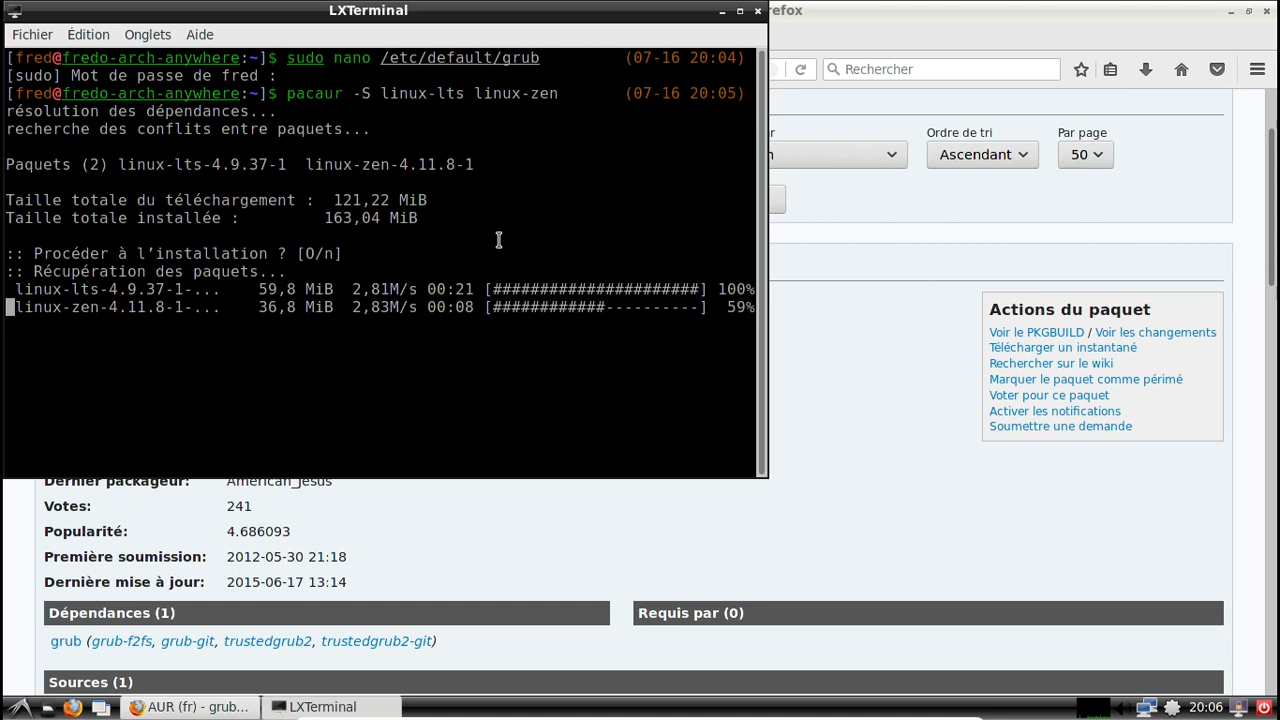 LXTerminal
Fichier Édition Onglets Aide
[fred@fredo-arch-anywhere:~]$ sudo nano /etc/default/grub (07-16 20:04)
[sudo] Mot de passe de fred :
[fred@fredo-arch-anywhere:~]$ pacaur -S linux-lts linux-zen (07-16 20:05)
résolution des dépendances...
recherche des conflits entre paquets...
Paquets (2) linux-lts-4.9.37-1 linux-zen-4.11.8-1
Taille totale du téléchargement : 121,22 MiB
Taille totale installée : 163,04 MiB
:: Procéder à l’installation ? [O/n]
:: Récupération des paquets...
linux-lts-4.9.37-1-... 59,8 MiB 2,81M/s 00:21 [######################] 100%
linux-zen-4.11.8-1-... 36,8 MiB 2,83M/s 00:08 [############----------] 59%
efox
Rechercher
Ordre de tri
Par page
Ascendant
50
Actions du paquet
Voir le PKGBUILD / Voir les changements
Télécharger un instantané
Rechercher sur le wiki
Marquer le paquet comme périmé
Voter pour ce paquet
Activer les notifications
Soumettre une demande
Dernier packageur: American_Jesus
Votes: 241
Popularité: 4.686093
Première soumission: 2012-05-30 21:18
Dernière mise à jour: 2015-06-17 13:14
Dépendances (1)
Requis par (0)
grub (grub-f2fs, grub-git, trustedgrub2, trustedgrub2-git)
Sources (1)
AUR (fr) - grub...
LXTerminal
20:06